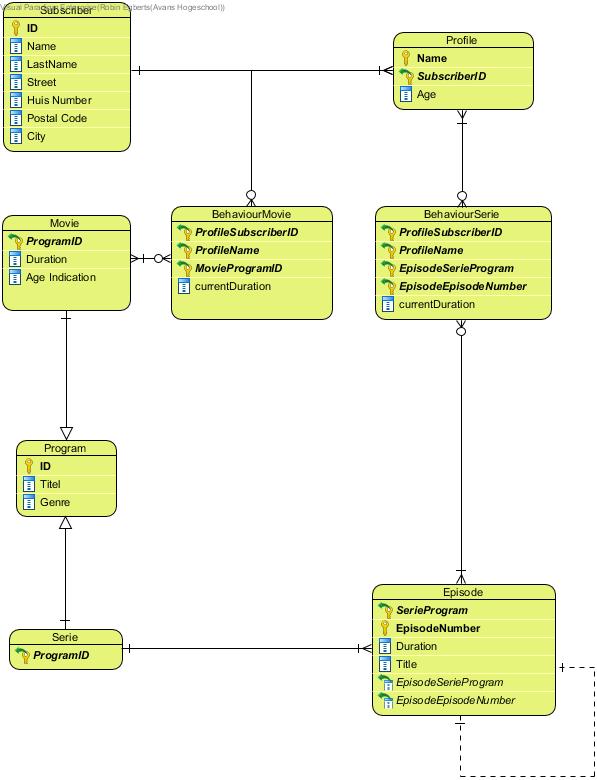 Visual Paradigm Enterprise(Robin Egberts(Avans Hogeschool))
Subscriber
ID
Name
LastName
Street
Huis Number
Postal Code
City
Profile
Name
SubscriberID
Age
BehaviourMovie
ProfileSubscriberID
ProfileName
MovieProgramID
currentDuration
BehaviourSerie
ProfileSubscriberID
ProfileName
EpisodeSerieProgram
EpisodeEpisodeNumber
currentDuration
Movie
ProgramID
Duration
Age Indication
Program
ID
Titel
Genre
Serie
ProgramID
Episode
SerieProgram
EpisodeNumber
Duration
Title
EpisodeSerieProgram
EpisodeEpisodeNumber